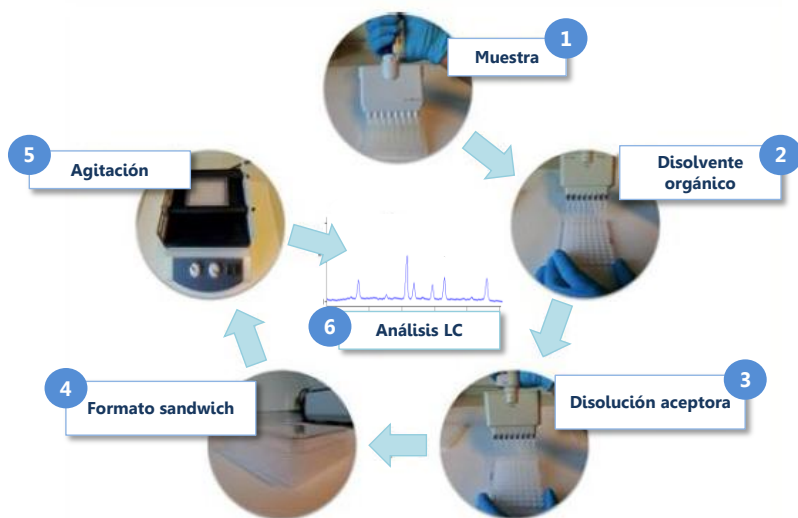 1
Muestra
2
Disolvente
orgánico
3
Disolución aceptora
4
Formato sandwich
5
Agitación
6
Análisis LC